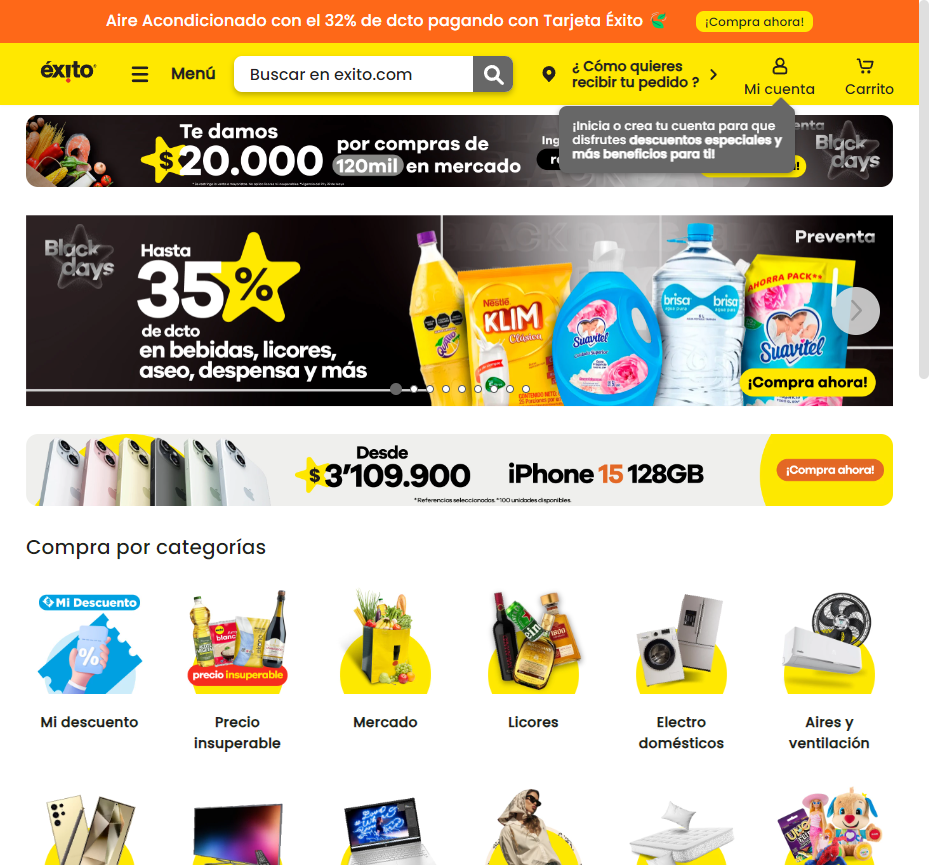 Aire Acondicionado con el 32% de dcto pagando con Tarjeta Éxito
¡Compra ahora!
éxito
Menú
Buscar en exito.com
¿ Cómo quieres
recibir tu pedido ?
Mi cuenta
Carrito
¡Inicia o crea tu cuenta para que
disfrutes descuentos especiales y
más beneficios para ti!
Te damos
$20.000
por compras de
120mil en mercado
Black
days
Black
days
Hasta
35%
de dcto
en bebidas, licores,
aseo, despensa y más
Preventa
Nestlé
KLIM
Clásica
Suavitel
brisa
brisa
AHORRA PACK
Suavitel
¡Compra ahora!
Desde
$3'109.900
*Referencias seleccionadas. *100 unidades disponibles.
iPhone 15 128GB
¡Compra ahora!
Compra por categorías
Mi Descuento
%
precio insuperable
Mi descuento
Precio
insuperable
Mercado
Licores
Electro
domésticos
Aires y
ventilación